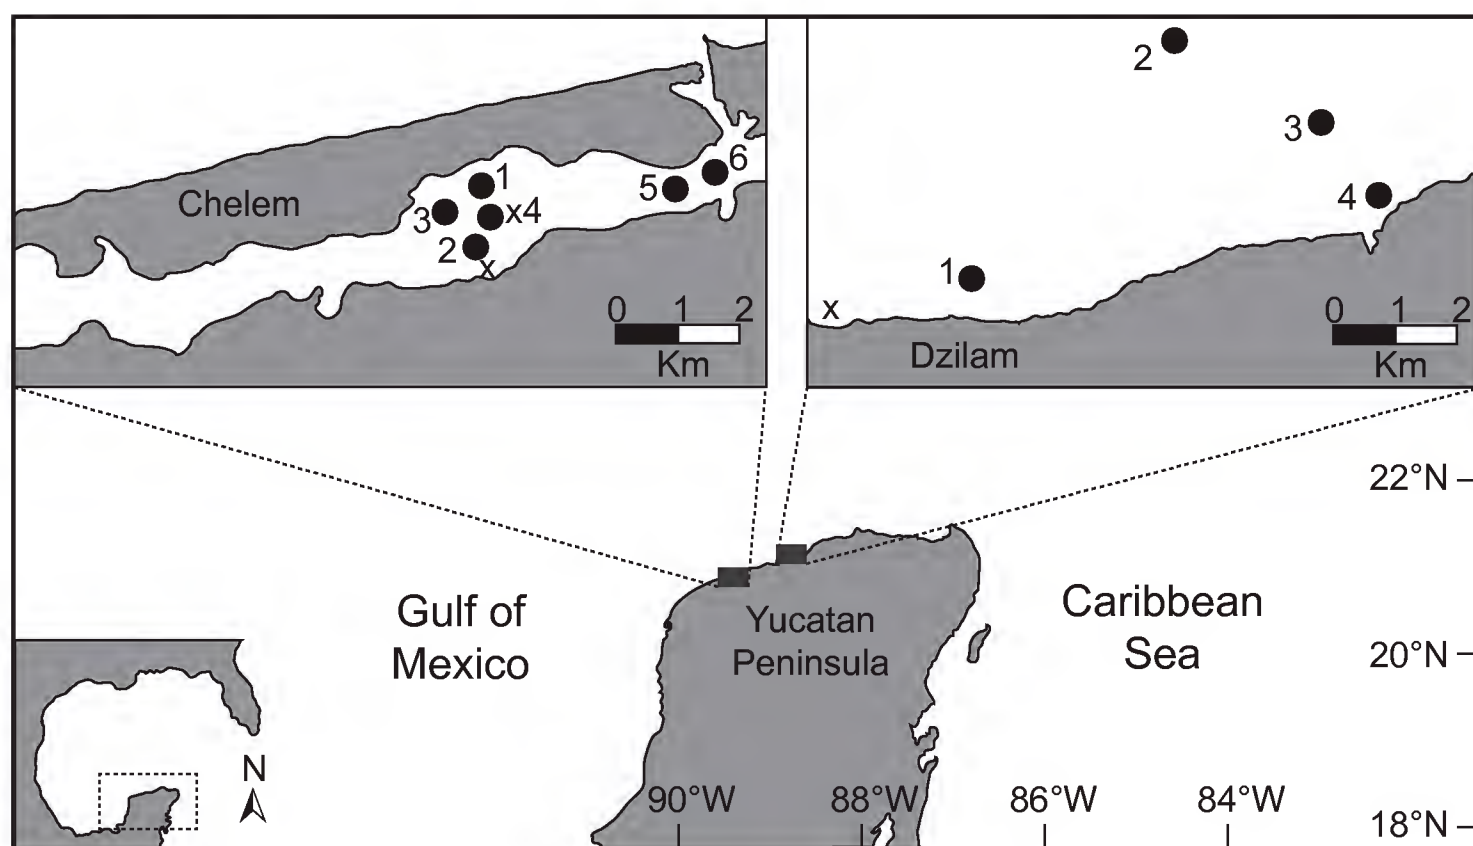 Chelem
1
3
x4
2
x
5
6
0 1 2
Km
2
3
4
1
x
Dzilam
0 1 2
Km
22°N
Gulf of
Mexico
Yucatan
Peninsula
Caribbean
Sea
20°N
N
90°W 88°W 86°W 84°W
18°N